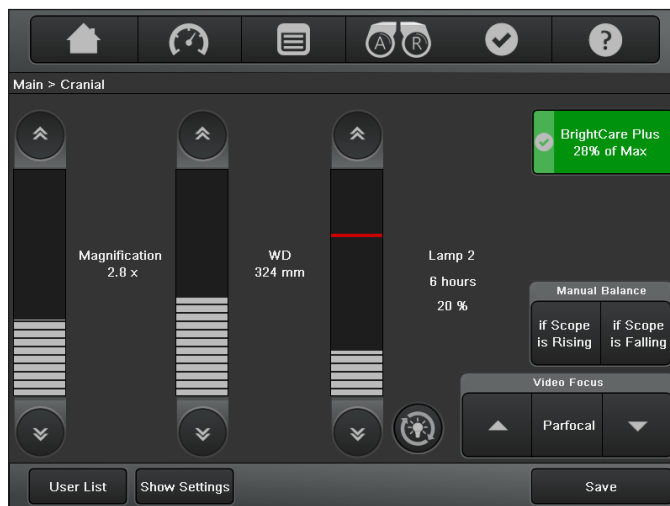 A R
?
Main > Cranial
BrightCare Plus
28% of Max
Magnification
2.8 x
WD
324 mm
Lamp 2
6 hours
20 %
Manual Balance
if Scope
is Rising
if Scope
is Falling
Video Focus
Parfocal
User List
Show Settings
Save